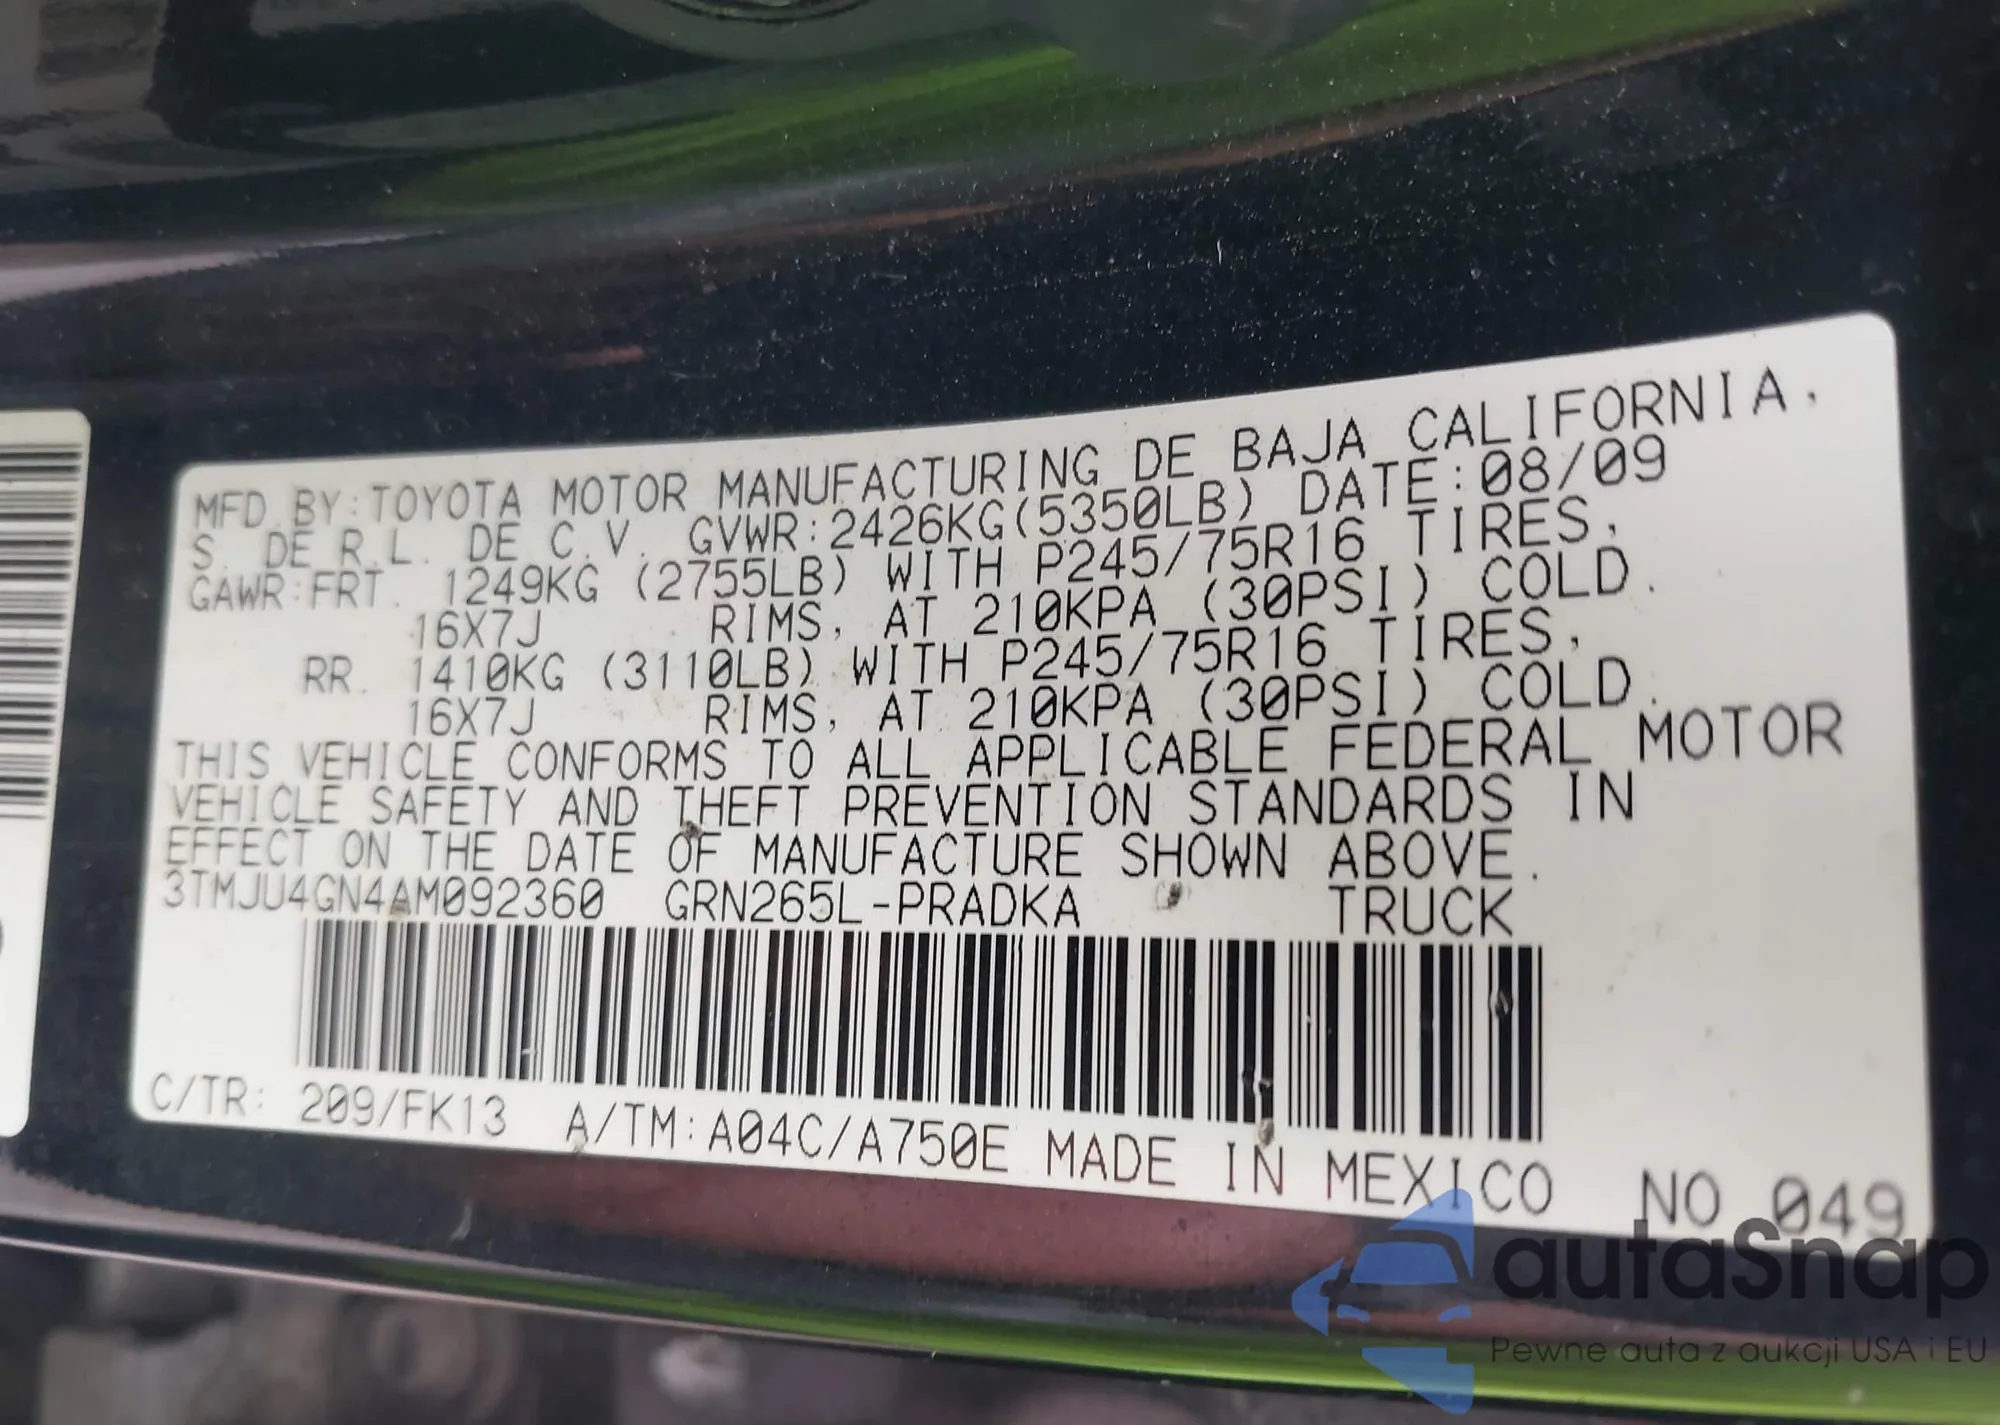 MFD.BY:TOYOTA MOTOR MANUFACTURING DE BAJA CALIFORNIA,
S. DE R.L. DE C.V. GVWR:2426KG(5350LB) DATE:08/09
GAWR:FRT. 1249KG (2755LB) WITH P245/75R16 TIRES,
16X7J RIMS, AT 210KPA (30PSI) COLD.
RR. 1410KG (3110LB) WITH P245/75R16 TIRES,
16X7J RIMS, AT 210KPA (30PSI) COLD.
THIS VEHICLE CONFORMS TO ALL APPLICABLE FEDERAL MOTOR
VEHICLE SAFETY AND THEFT PREVENTION STANDARDS IN
EFFECT ON THE DATE OF MANUFACTURE SHOWN ABOVE.
3TMJU4GN4AM092360 GRN265L-PRADKA TRUCK
C/TR: 209/FK13 A/TM:A04C/A750E MADE IN MEXICO NO 049
autaSnap
Pewne auta z aukcji USA i EU